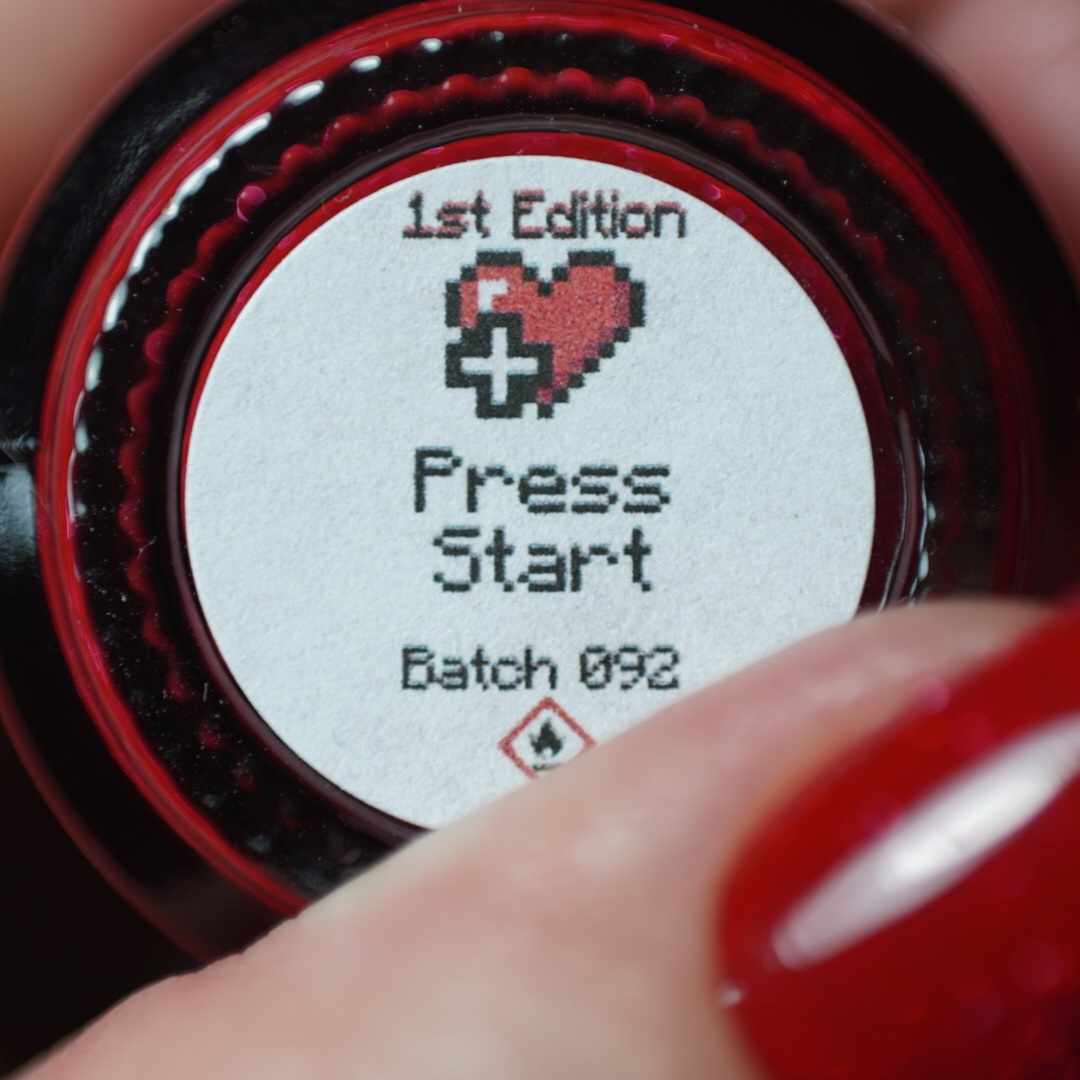 1st Edition
Press
Start
Batch 092